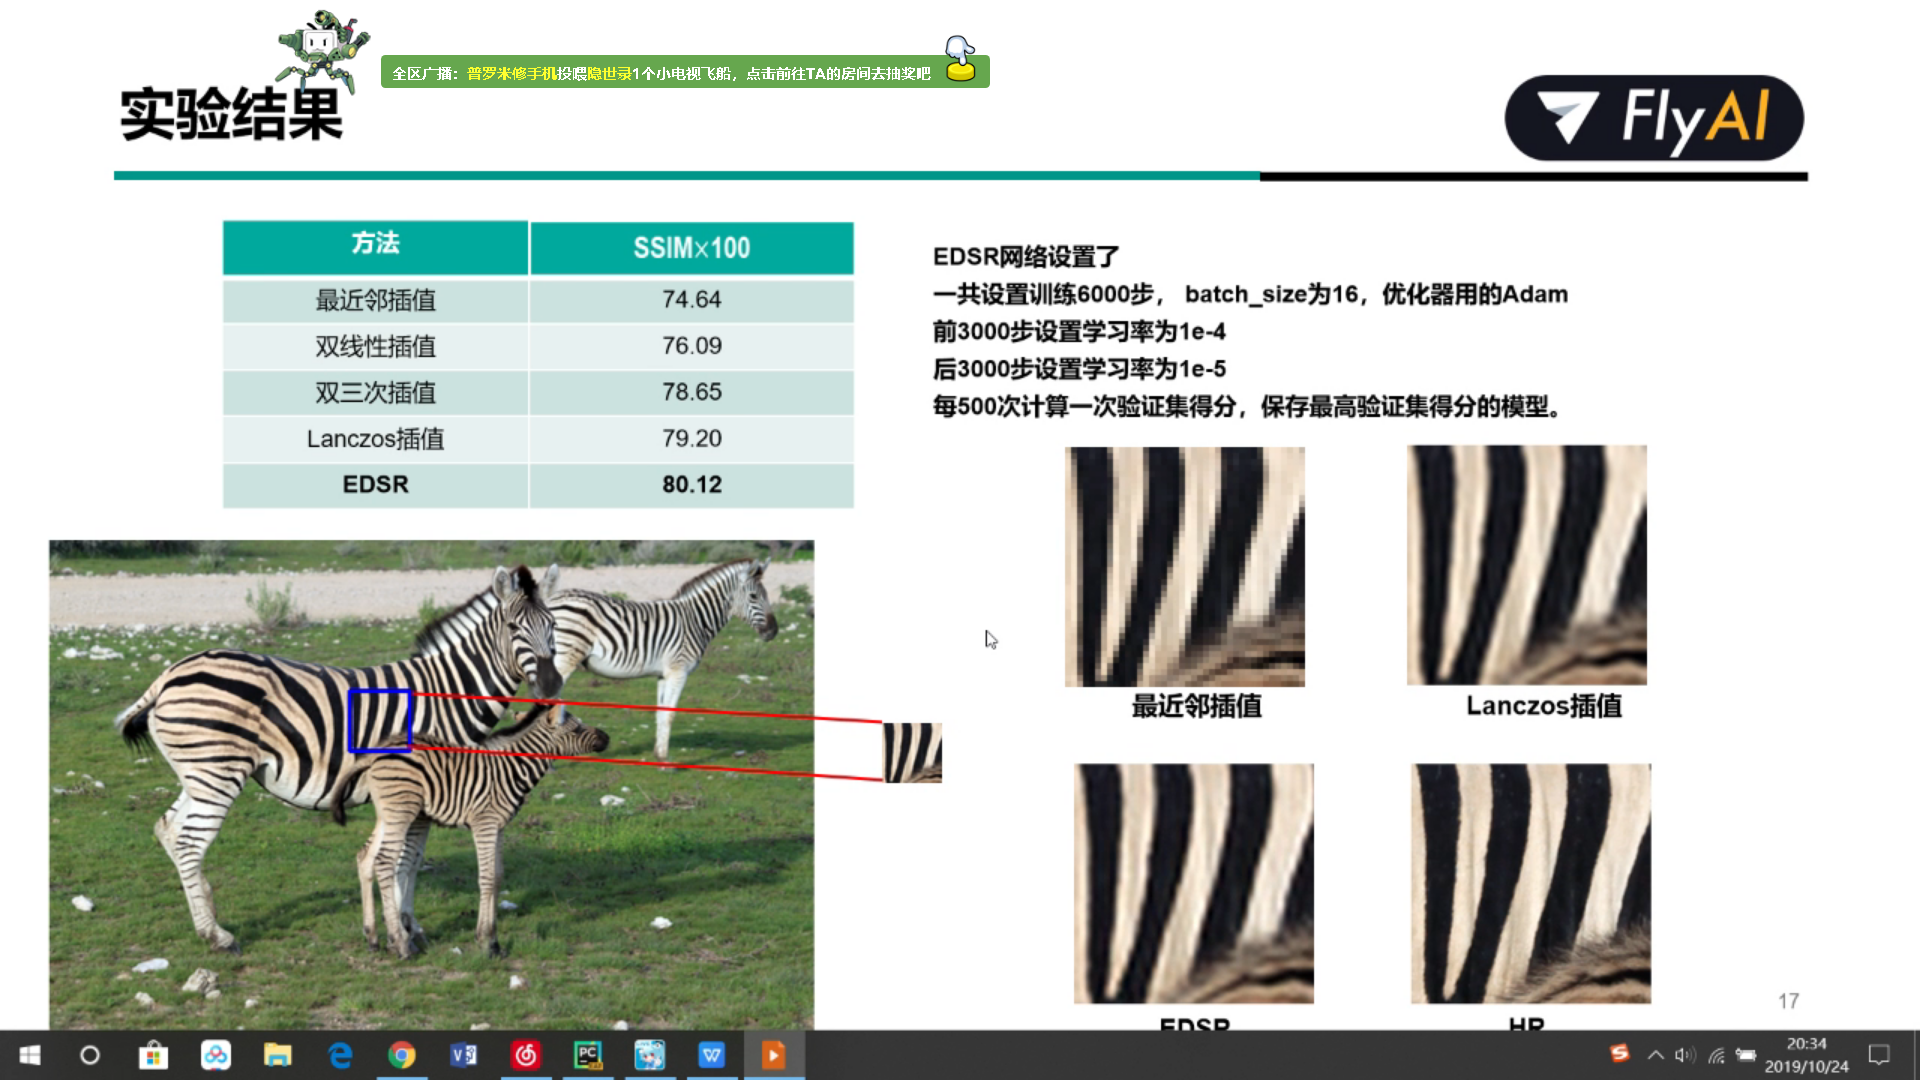 全区广播：普罗米修手机投喂隐世录1个小电视飞船，点击前往TA的房间去抽奖吧
实验结果
FlyAI
方法 SSIM×100
最近邻插值 74.64
双线性插值 76.09
双三次插值 78.65
Lanczos插值 79.20
EDSR 80.12
EDSR网络设置了
一共设置训练6000步， batch_size为16，优化器用的Adam
前3000步设置学习率为1e-4
后3000步设置学习率为1e-5
每500次计算一次验证集得分，保存最高验证集得分的模型。
最近邻插值 Lanczos插值
EDSR HR
17
20:34
2019/10/24